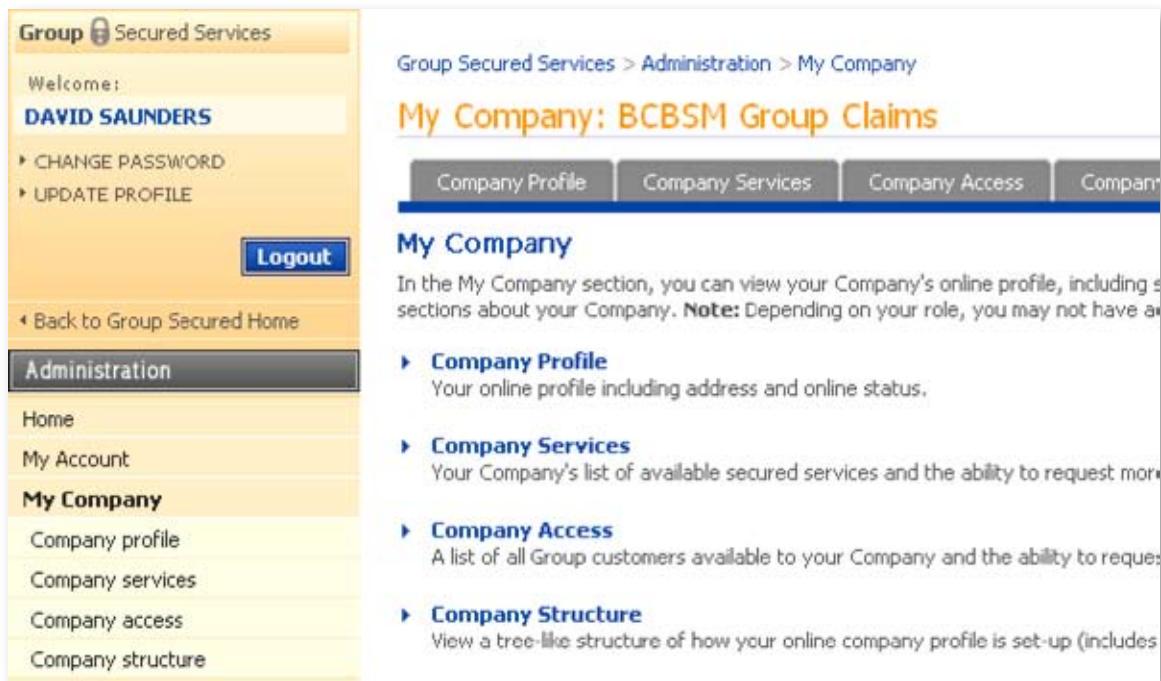 Group Secured Services
Welcome:
DAVID SAUNDERS
CHANGE PASSWORD
UPDATE PROFILE
Logout
Back to Group Secured Home
Administration
Home
My Account
My Company
Company profile
Company services
Company access
Company structure
Group Secured Services > Administration > My Company
My Company: BCBSM Group Claims
Company Profile Company Services Company Access
My Company
In the My Company section, you can view your Company's online profile, including
sections about your Company. Note: Depending on your role, you may not have
Company Profile
Your online profile including address and online status.
Company Services
Your Company's list of available secured services and the ability to request
Company Access
A list of all Group customers available to your Company and the ability to
Company Structure
View a tree-like structure of how your online company profile is set-up (includes